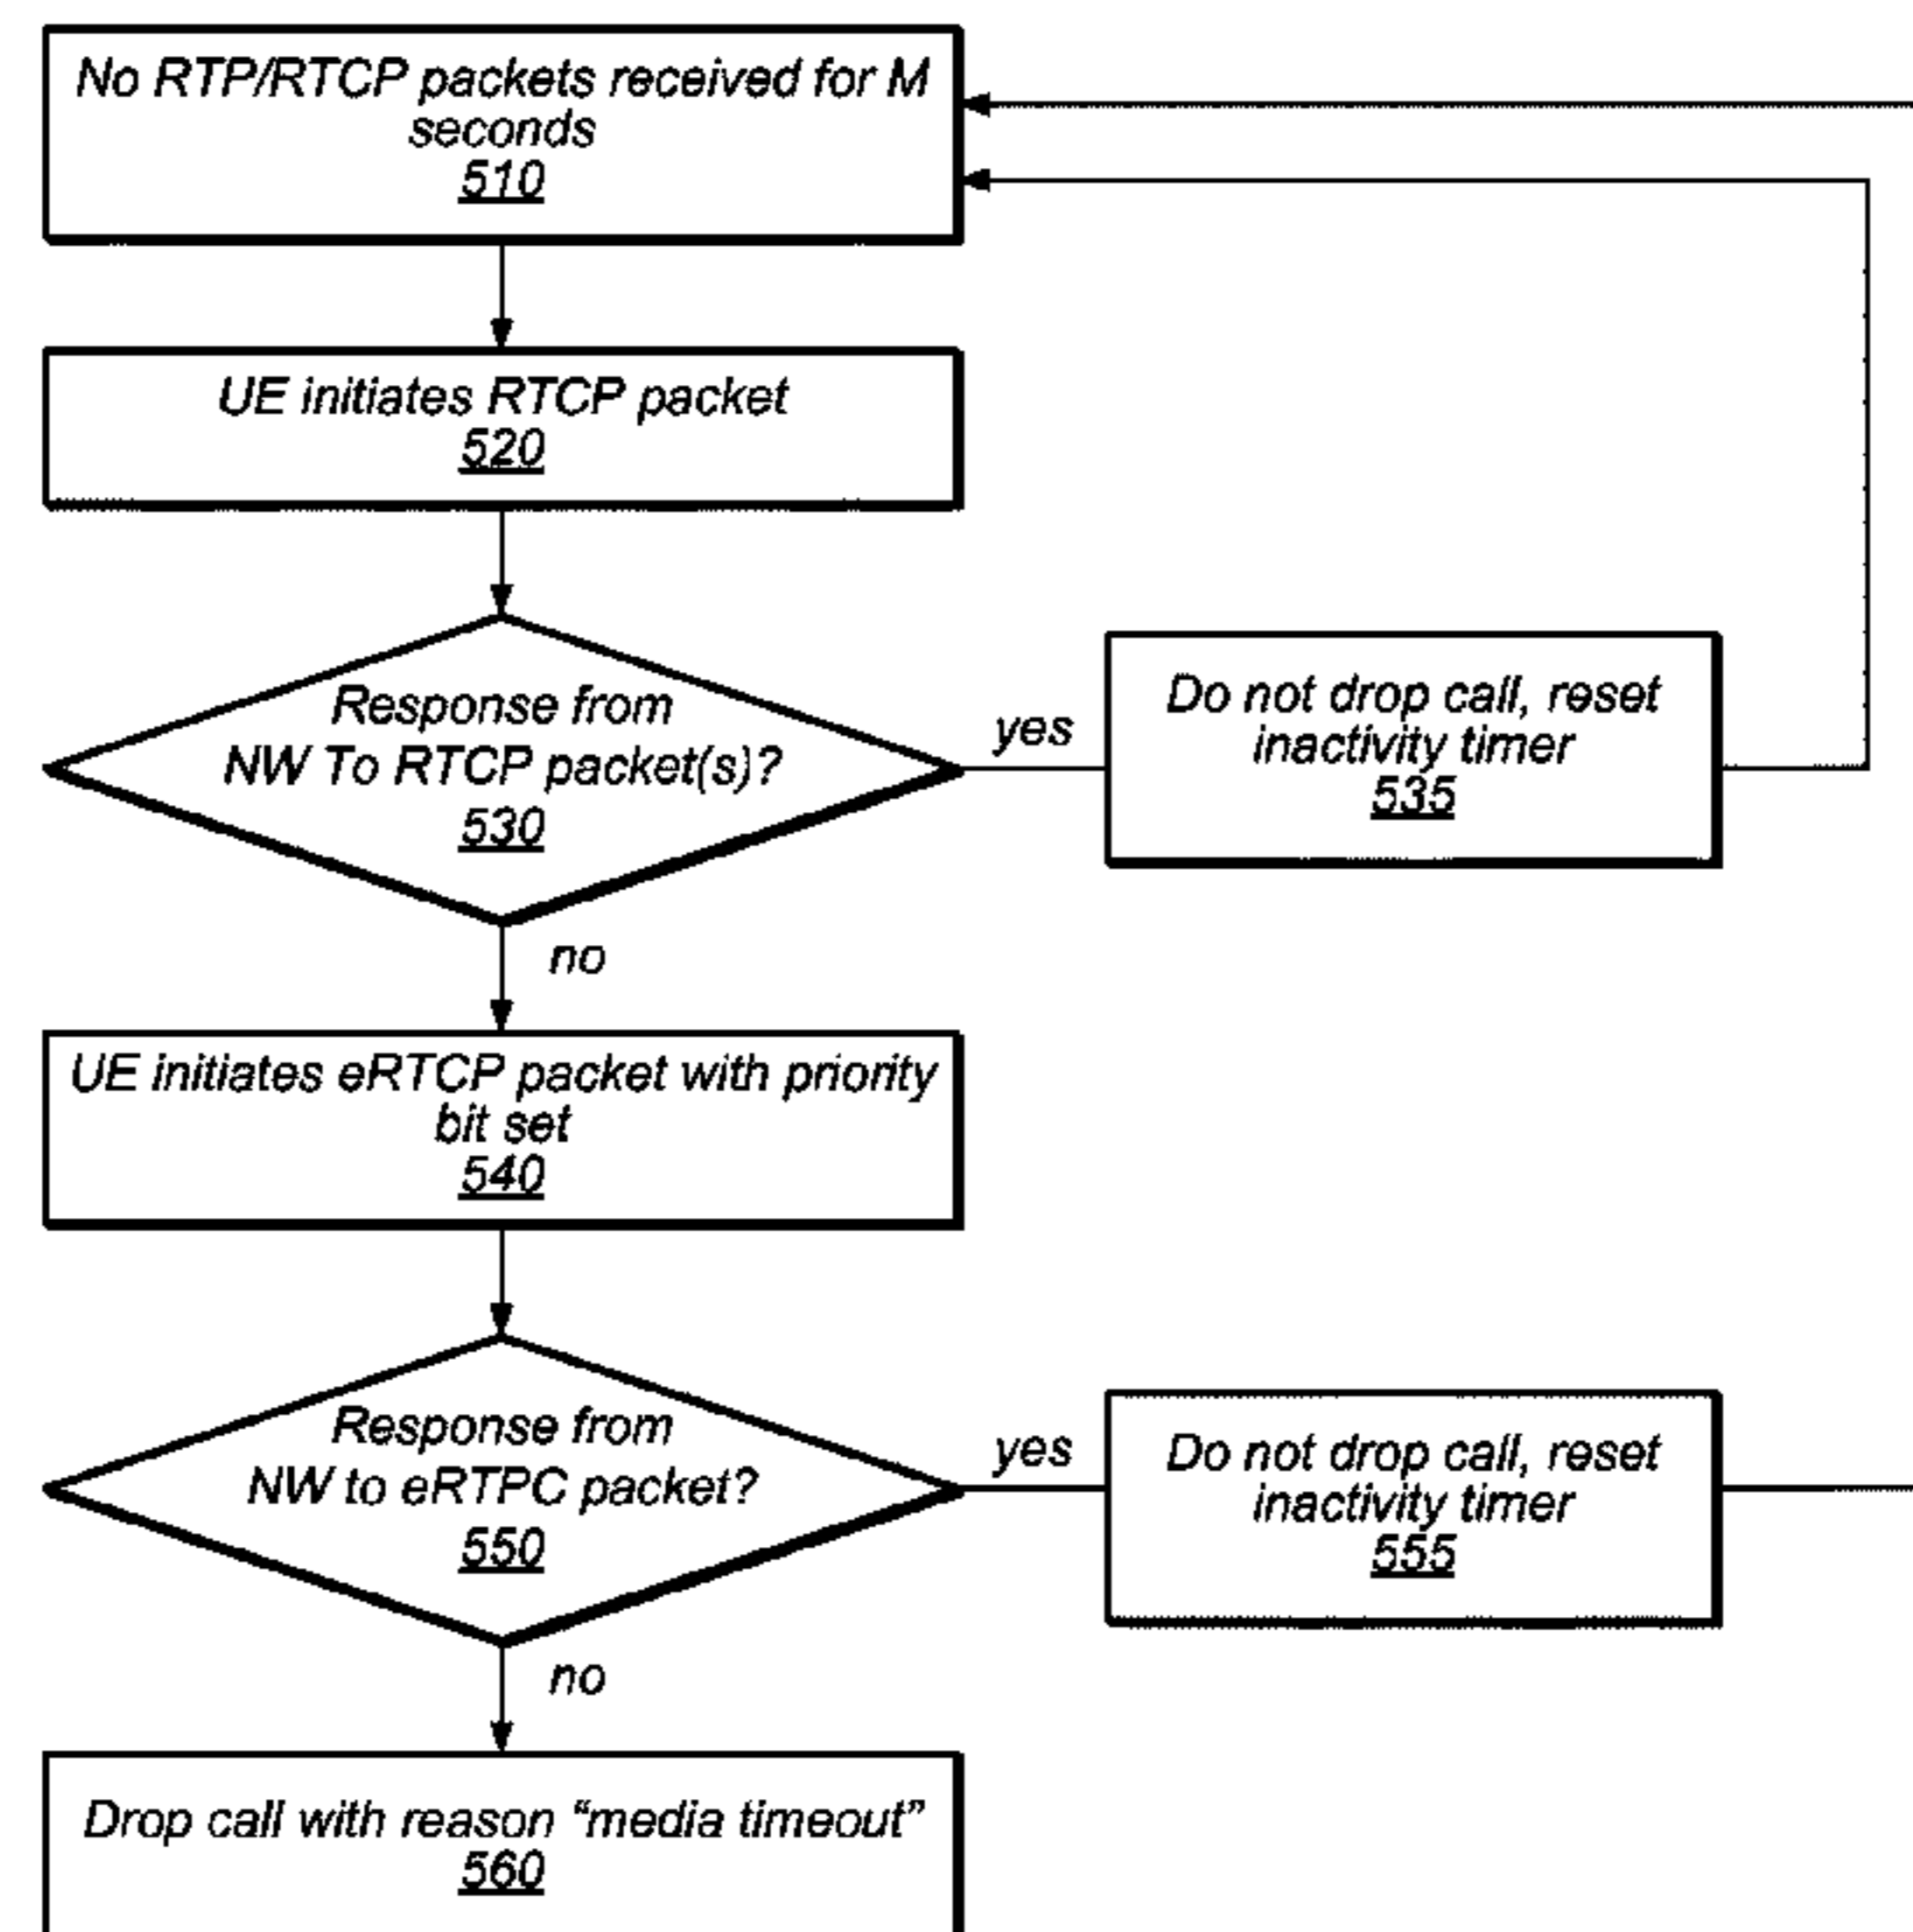 No RTP/RTCP packets received for M
seconds
510
UE initiates RTCP packet
520
Response from
NW To RTCP packet(s)?
530
yes
Do not drop call, reset
inactivity timer
535
no
UE initiates eRTCP packet with priority
bit set
540
Response from
NW to eRTPC packet?
550
yes
Do not drop call, reset
inactivity timer
555
no
Drop call with reason “media timeout”
560